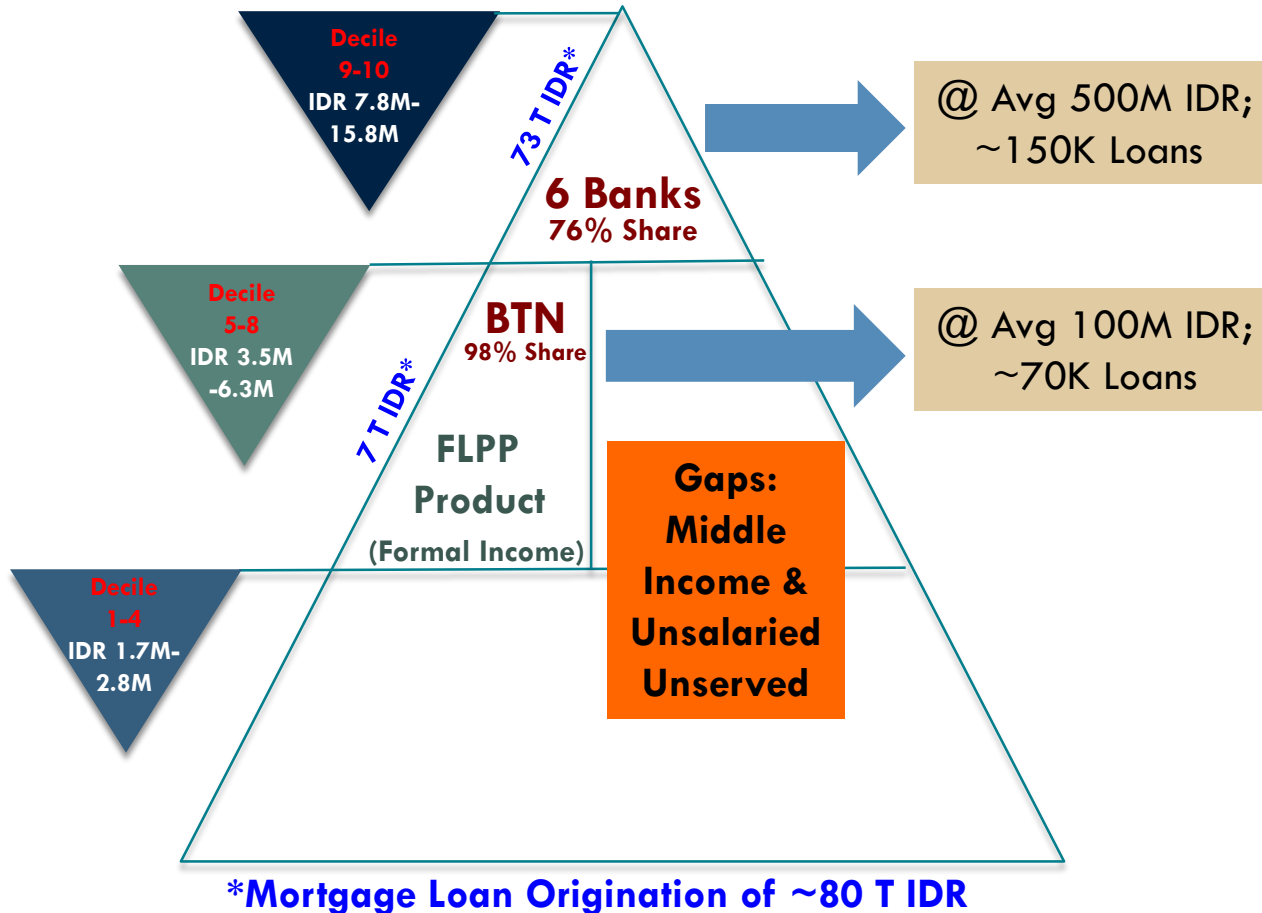 Decile
9-10
IDR 7.8M-
15.8M
73 T IDR*
6 Banks
76% Share
@ Avg 500M IDR;
~150K Loans
Decile
5-8
IDR 3.5M
-6.3M
7 T IDR*
BTN
98% Share
@ Avg 100M IDR;
~70K Loans
FLPP
Product
(Formal Income)
Gaps:
Middle
Income &
Unsalaried
Unserved
Decile
1-4
IDR 1.7M-
2.8M
*Mortgage Loan Origination of ~80 T IDR